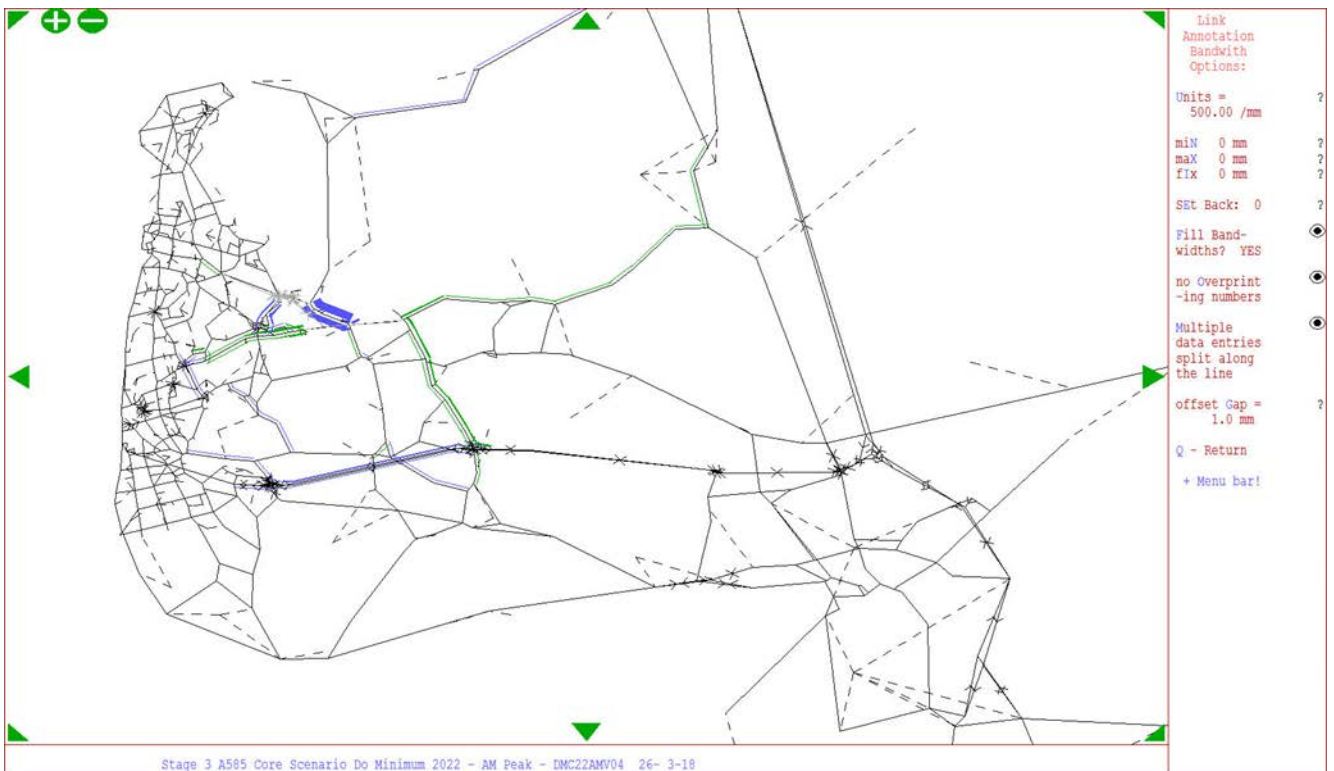 Link
Annotation
Bandwith
Options:
Units = ?
500.00 /mm
miN 0 mm ?
maX 0 mm ?
fIx 0 mm ?
SEt Back: 0 ?
Fill Band-
widths? YES
no Overprint
-ing numbers
Multiple
data entries
split along
the line
offset Gap = ?
1.0 mm
Q - Return
+ Menu bar!
Stage 3 A585 Core Scenario Do Minimum 2022 - AM Peak - DMC22AMV04 26- 3-18